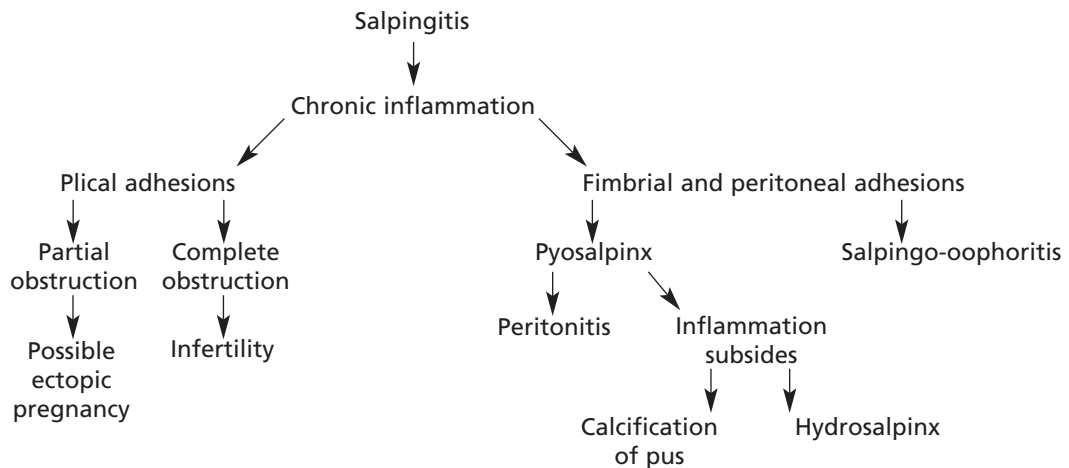 Salpingitis
Chronic inflammation
Plical adhesions
Fimbrial and peritoneal adhesions
Partial
obstruction
Complete
obstruction
Pyosalpinx
Salpingo-oophoritis
Possible
ectopic
pregnancy
Infertility
Peritonitis
Inflammation
subsides
Calcification
of pus
Hydrosalpinx